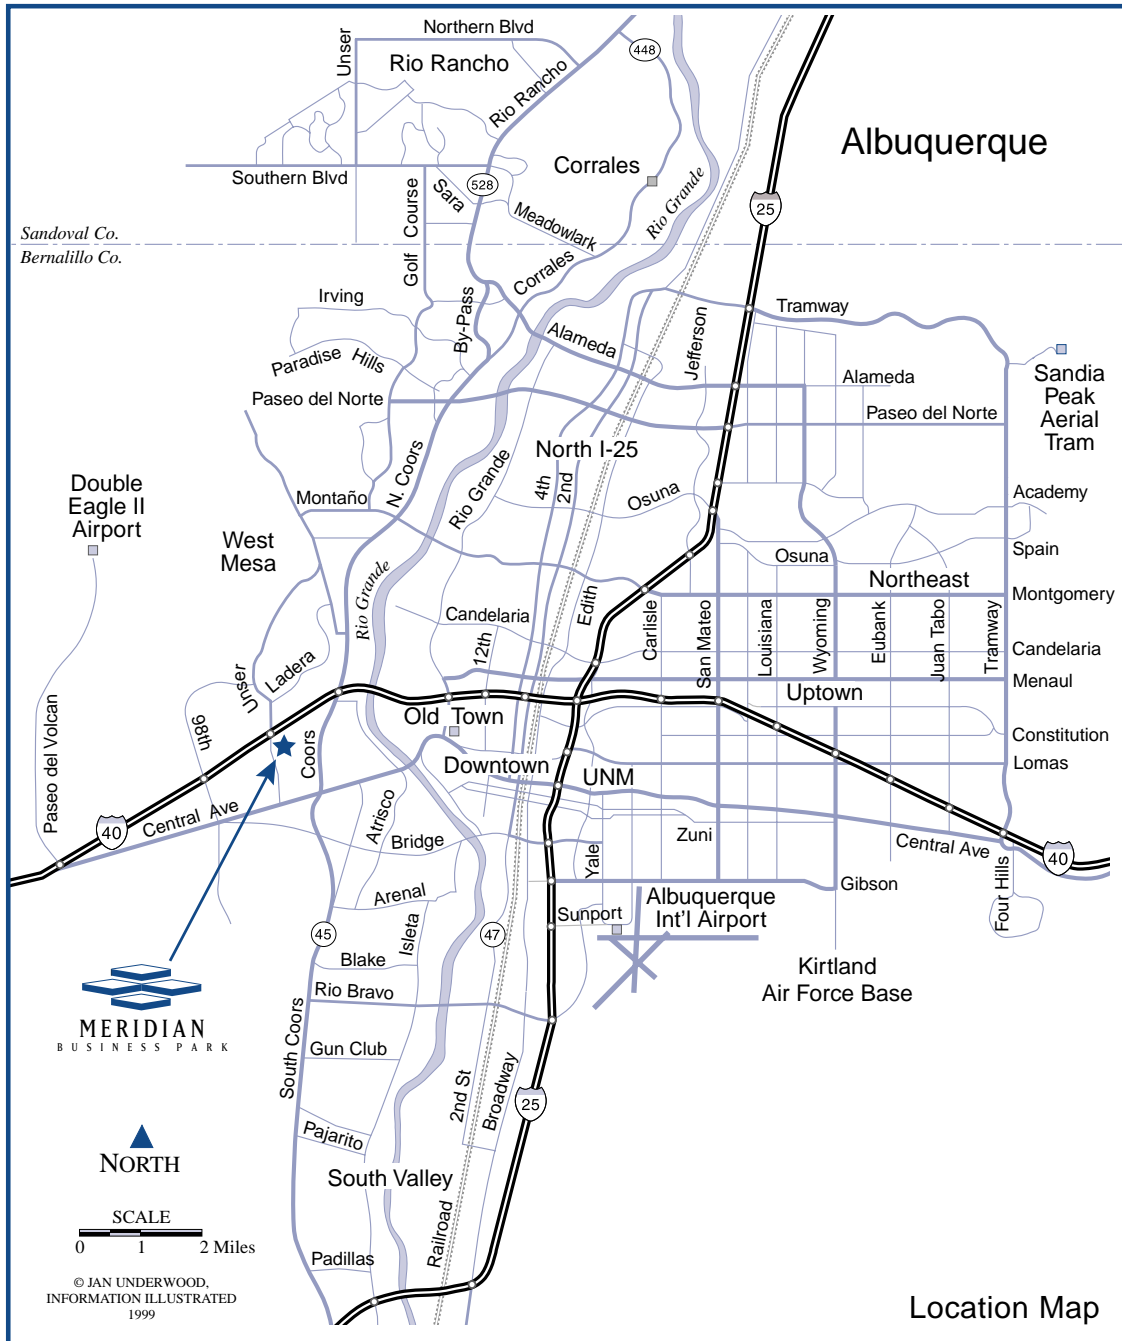 Northern Blvd
Unser
Rio Rancho
Rio Rancho
448
Albuquerque
Corrales
Southern Blvd
528
Sara
Golf Course
Meadowlark
Rio Grande
25
Sandoval Co.
Bernalillo Co.
Corrales
Irving
By-Pass
Tramway
Alameda
Jefferson
Paradise Hills
Alameda
Sandia
Peak
Aerial
Tram
Paseo del Norte
Paseo del Norte
North I-25
N. Coors
Rio Grande
4th
2nd
Double
Eagle II
Airport
Montaño
Osuna
Academy
West
Mesa
Osuna
Spain
Northeast
Rio Grande
Edith
Montgomery
Candelaria
12th
Carlisle
San Mateo
Louisiana
Wyoming
Eubank
Juan Tabo
Tramway
Candelaria
Unser
Ladera
Menaul
Uptown
Old Town
98th
Coors
Constitution
Paseo del Volcan
Downtown
UNM
Lomas
40
Central Ave
Atrisco
Bridge
Zuni
Central Ave
40
Yale
Gibson
Four Hills
Arenal
Albuquerque
Int'l Airport
Sunport
Isleta
45
47
Blake
Kirtland
Air Force Base
Rio Bravo
MERIDIAN
BUSINESS PARK
South Coors
Gun Club
2nd St
Broadway
25
Pajarito
NORTH
South Valley
Railroad
SCALE
0 1 2 Miles
Padillas
© JAN UNDERWOOD,
INFORMATION ILLUSTRATED
1999
Location Map